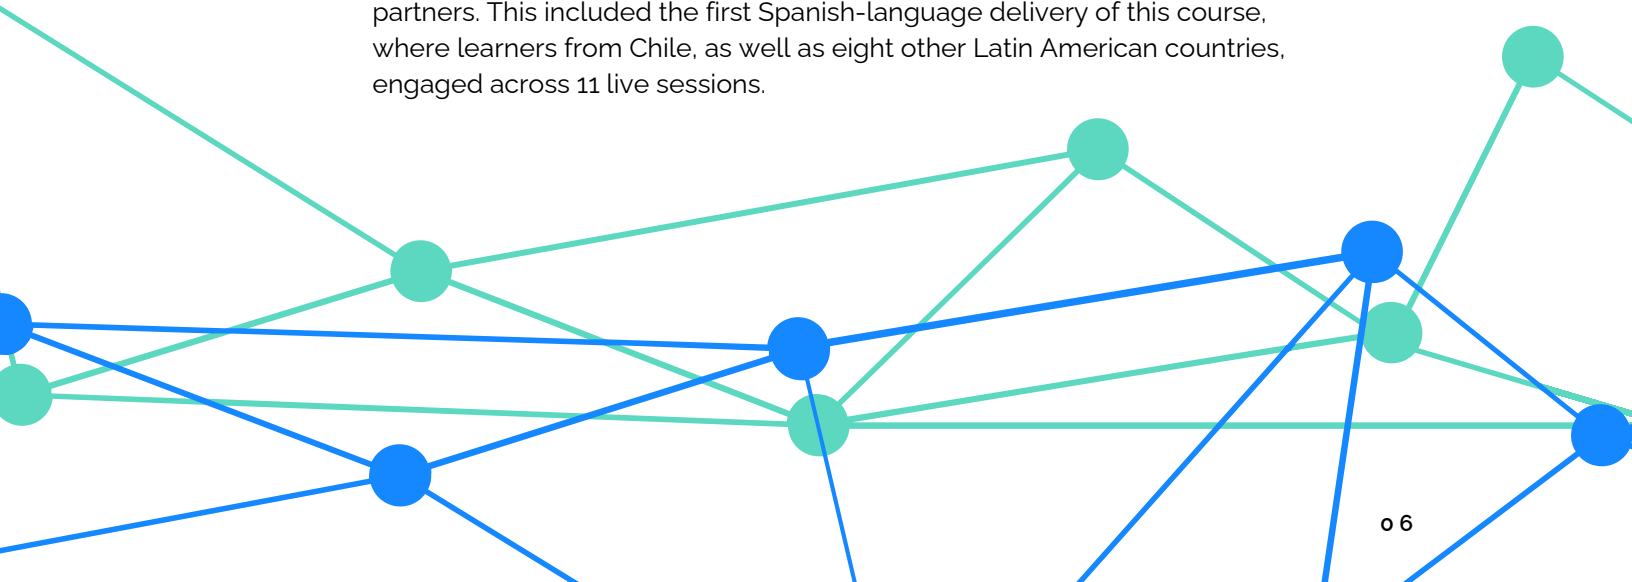 partners. This included the first Spanish-language delivery of this course,
where learners from Chile, as well as eight other Latin American countries,
engaged across 11 live sessions.
06